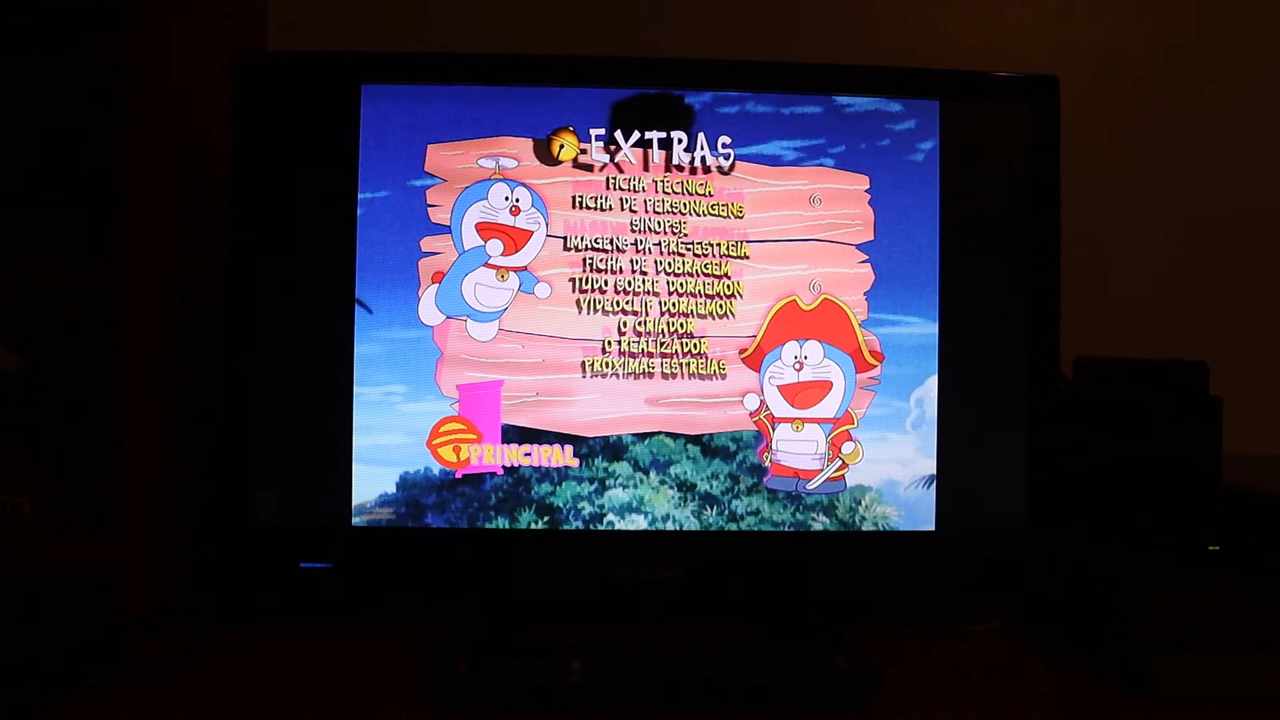 EXTRAS
FICHA TÉCNICA
FICHA DE PERSONAGENS
SINOPSE
IMAGENS DA PRÉ-ESTREIA
FICHA DE DOBRAGEM
TUDO SOBRE DORAEMON
VIDEOCLIP DORAEMON
O CRIADOR
O REALIZADOR
PRÓXIMAS ESTREIAS
PRINCIPAL